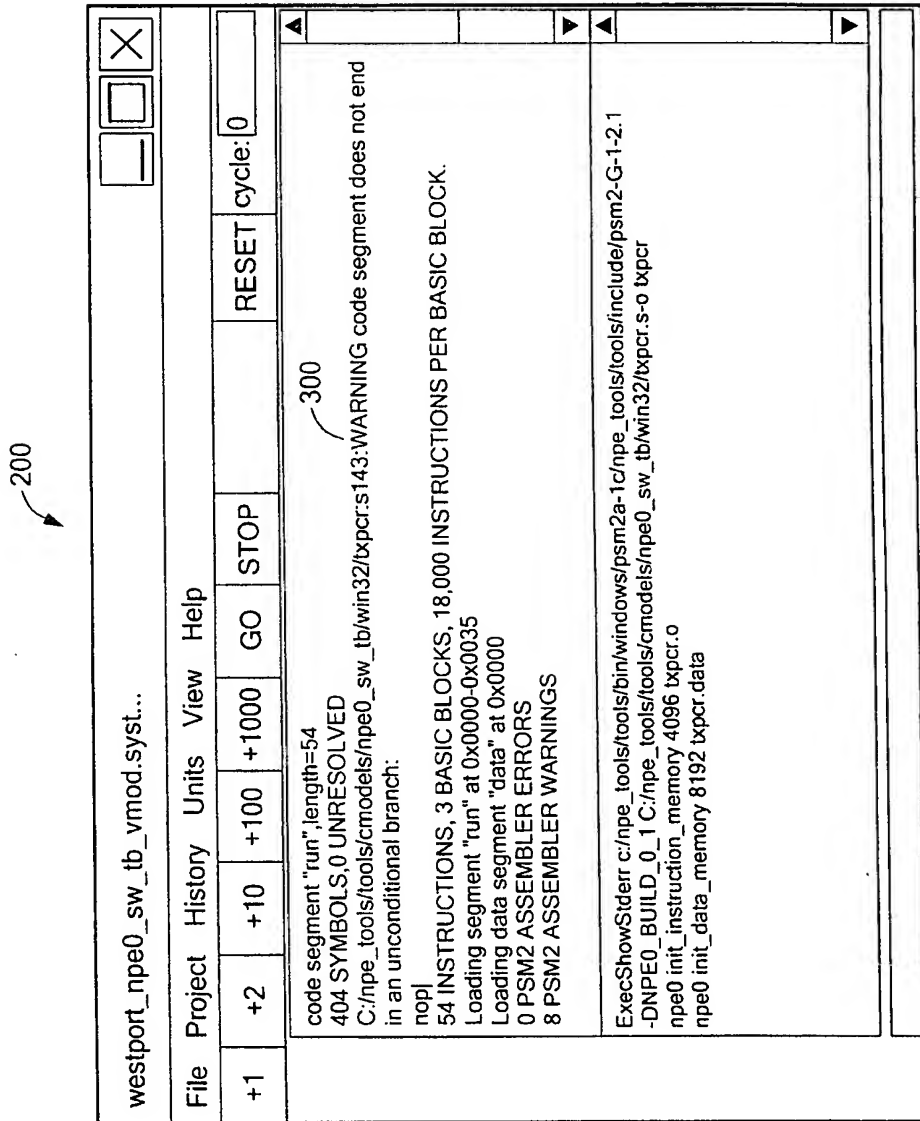 200
westport_npe0_sw_tb_vmod.syst...
File Project History Units View Help
+1 +2 +10 +100 +1000 GO STOP RESET cycle: 0
300
code segment "run",length=54
404 SYMBOLS,0 UNRESOLVED
C:/npe_tools/tools/cmodels/npe0_sw_tb/win32/txpcr:s143:WARNING code segment does not end
in an unconditional branch:
nop
54 INSTRUCTIONS, 3 BASIC BLOCKS, 18,000 INSTRUCTIONS PER BASIC BLOCK.
Loading segment "run" at 0x0000-0x0035
Loading data segment "data" at 0x0000
0 PSM2 ASSEMBLER ERRORS
8 PSM2 ASSEMBLER WARNINGS
ExecShowStderr c:/npe_tools/tools/bin/windows/psm2a-1c/npe_tools/tools/include/psm2-G-1-2.1
-DNPE0_BUILD_0_1 C:/npe_tools/tools/cmodels/npe0_sw_tb/win32/txpcr.s-o txpcr
npe0 init_instruction_memory 4096 txpcr.o
npe0 init_data_memory 8192 txpcr.data